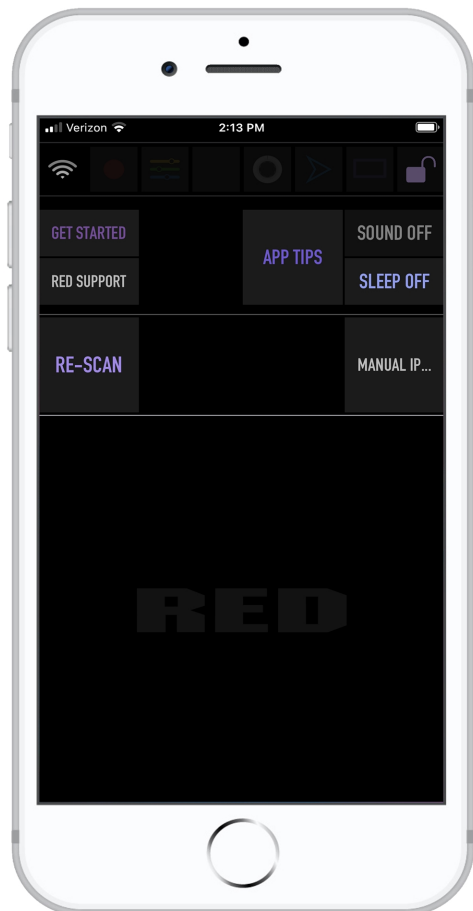 Verizon
2:13 PM
GET STARTED
APP TIPS
SOUND OFF
RED SUPPORT
SLEEP OFF
RE-SCAN
MANUAL IP...
RED